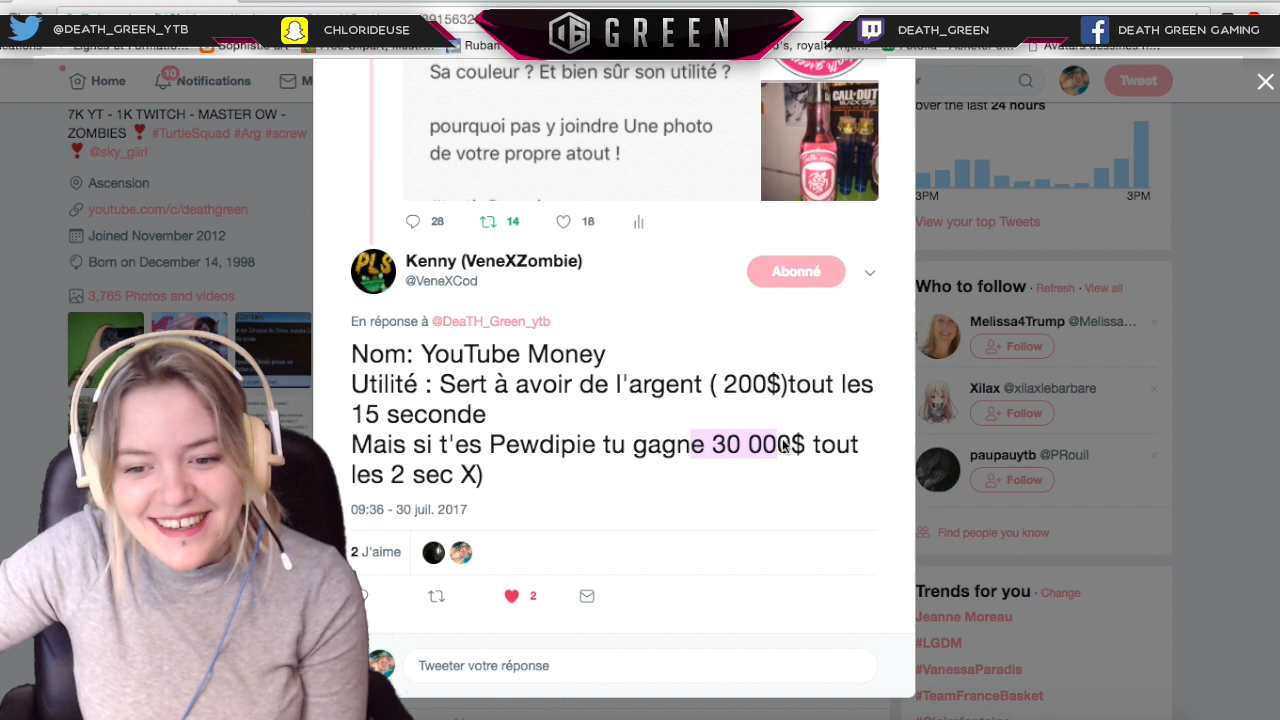 @DEATH_GREEN_YTB
CHLORIDEUSE
GREEN
DEATH_GREEN
DEATH GREEN GAMING
Ruban
Home
10
Notifications
M
Tweet
7K YT - 1K TWITCH - MASTER OW -
ZOMBIES #TurtleSquad #Arg #screw
@sky_giirl
Ascension
youtube.com/c/deathgreen
Joined November 2012
Born on December 14, 1998
3,765 Photos and videos
Sa couleur ? Et bien sûr son utilité ?
pourquoi pas y joindre Une photo
de votre propre atout !
CALL OF DUTY
28
14
18
PLS
Kenny (VeneXZombie)
@VeneXCod
Abonné
En réponse à @DeaTH_Green_ytb
Nom: YouTube Money
Utilité : Sert à avoir de l'argent ( 200$)tout les
15 seconde
Mais si t'es Pewdipie tu gagne 30 000$ tout
les 2 sec X)
09:36 - 30 juil. 2017
2 J'aime
2
Tweeter votre réponse
over the last 24 hours
3PM
3PM
View your top Tweets
Who to follow · Refresh · View all
Melissa4Trump @Melissa...
Follow
Xilax @xilaxlebarbare
Follow
paupauytb @PRouil
Follow
Find people you know
Trends for you · Change
Jeanne Moreau
#LGDM
#VanessaParadis
#TeamFranceBasket